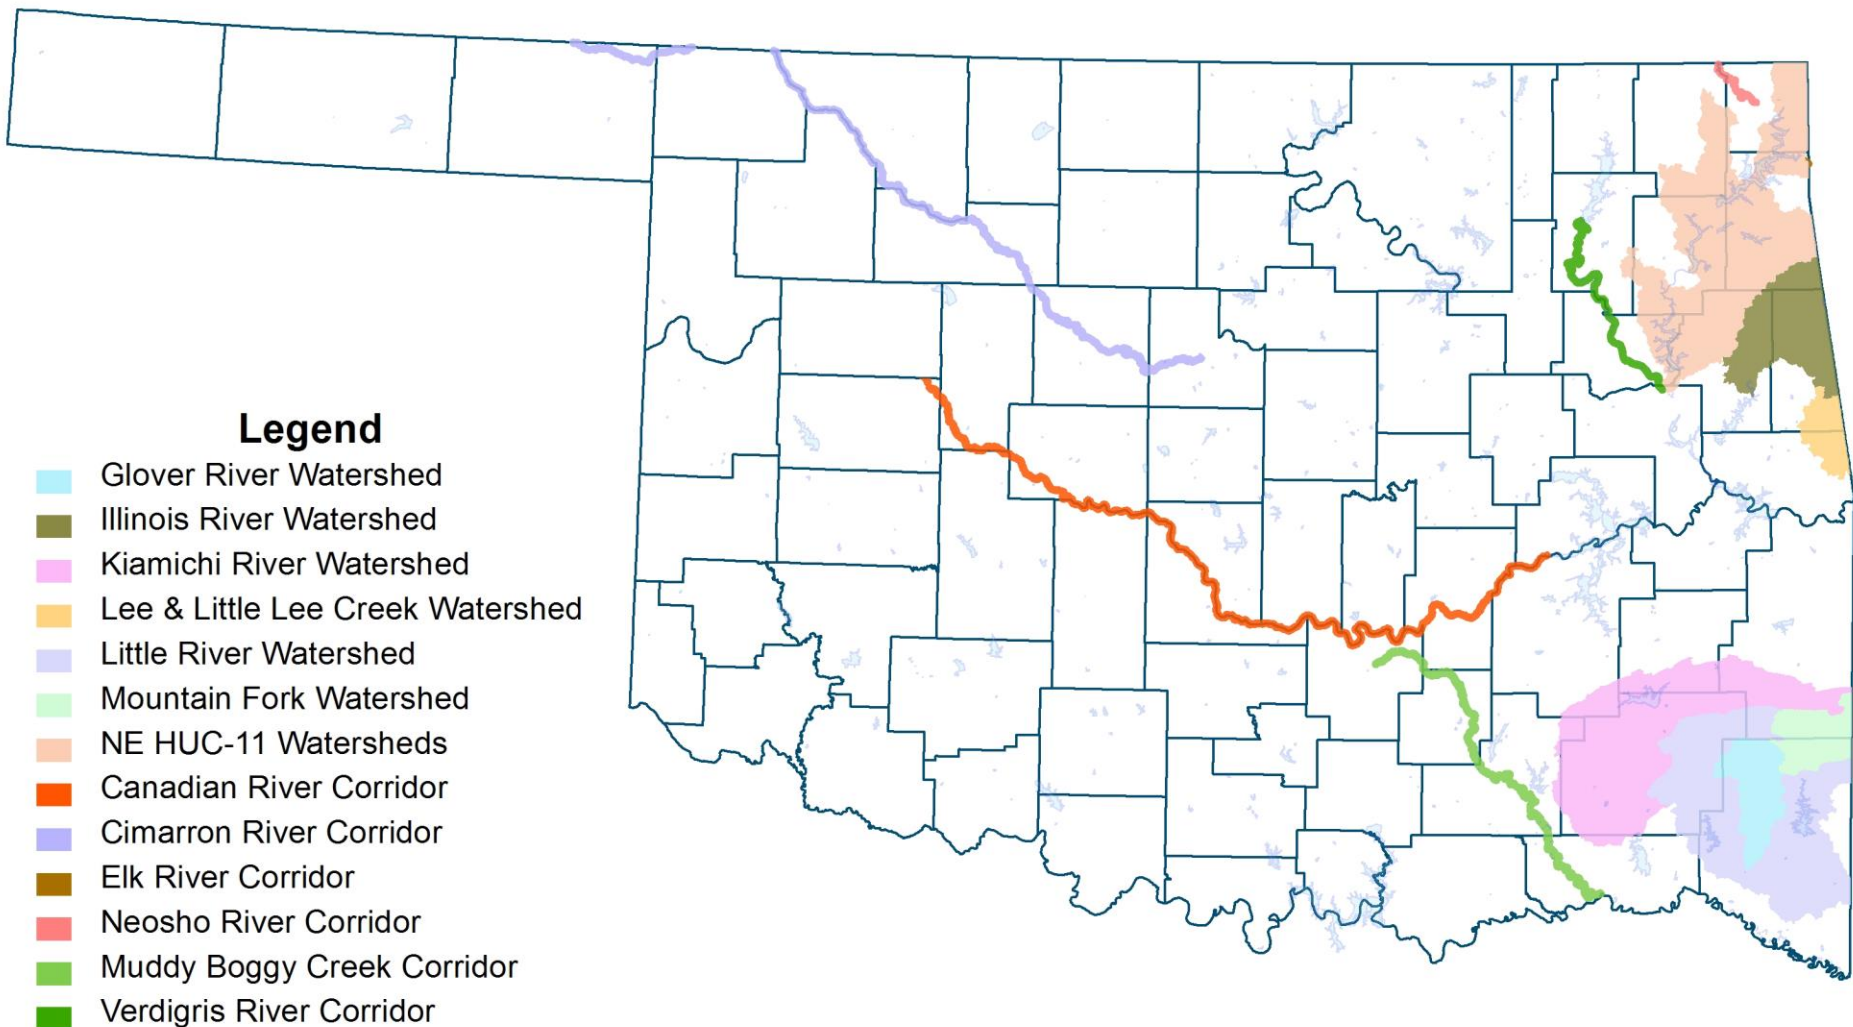 Legend
Glover River Watershed
Illinois River Watershed
Kiamichi River Watershed
Lee & Little Lee Creek Watershed
Little River Watershed
Mountain Fork Watershed
NE HUC-11 Watersheds
Canadian River Corridor
Cimarron River Corridor
Elk River Corridor
Neosho River Corridor
Muddy Boggy Creek Corridor
Verdigris River Corridor